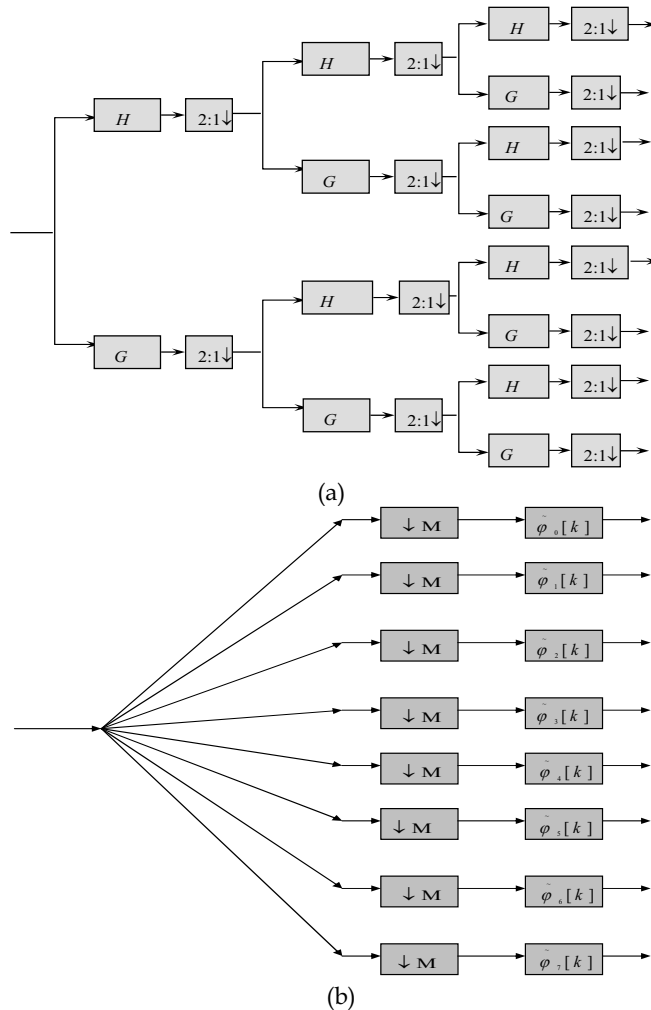 H 2:1↓
H 2:1↓
G 2:1↓
H 2:1↓
H 2:1↓
G 2:1↓
G 2:1↓
H 2:1↓
H 2:1↓
G 2:1↓
G 2:1↓
H 2:1↓
G 2:1↓
G 2:1↓
(a)
↓ M φ̃₀[k]
↓ M φ̃₁[k]
↓ M φ̃₂[k]
↓ M φ̃₃[k]
↓ M φ̃₄[k]
↓ M φ̃₅[k]
↓ M φ̃₆[k]
↓ M φ̃₇[k]
(b)